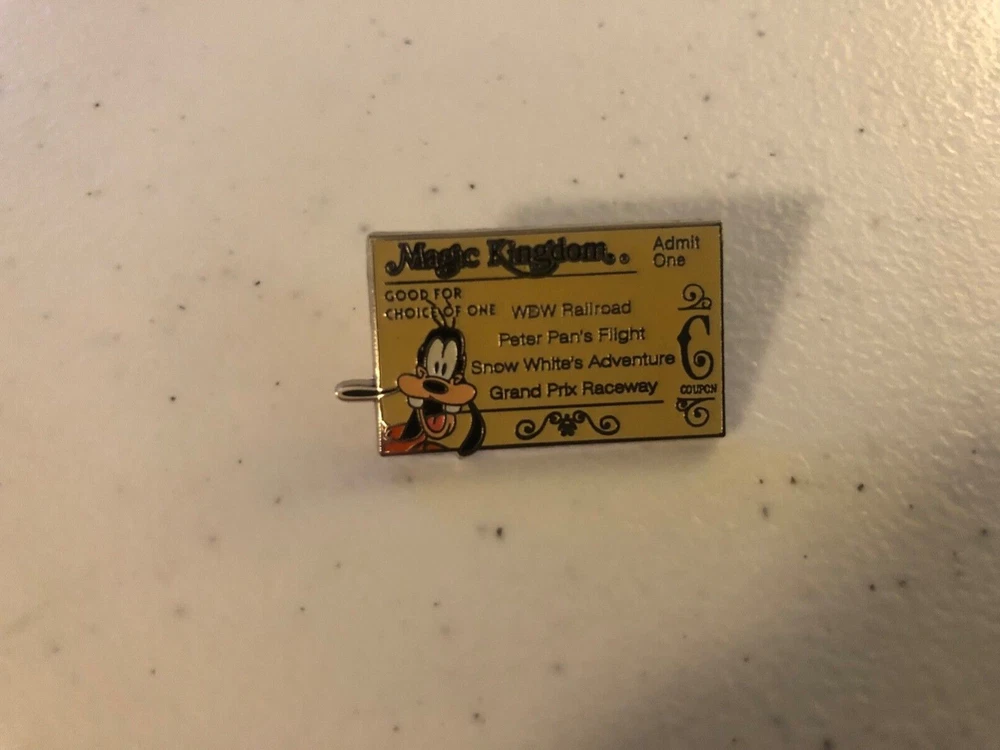 Magic Kingdom®
Admit
One
GOOD FOR
CHOICE OF ONE
WDW Railroad
Peter Pan's Flight
Snow White's Adventure
Grand Prix Raceway
C
COUPON